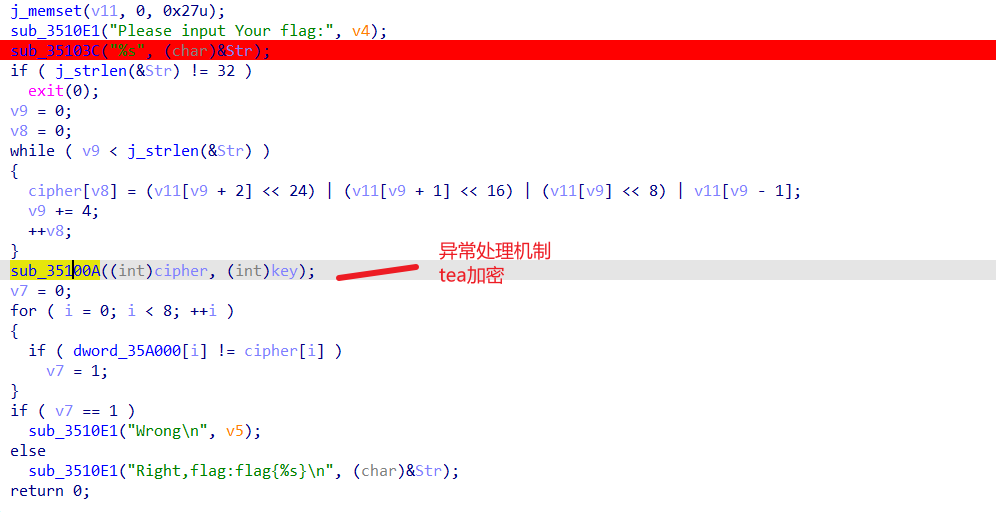 j_memset(v11, 0, 0x27u);
sub_3510E1("Please input Your flag:", v4);
sub_35103C("%s", (char)&Str);
if ( j_strlen(&Str) != 32 )
exit(0);
v9 = 0;
v8 = 0;
while ( v9 < j_strlen(&Str) )
{
cipher[v8] = (v11[v9 + 2] << 24) | (v11[v9 + 1] << 16) | (v11[v9] << 8) | v11[v9 - 1];
v9 += 4;
++v8;
}
sub_35100A((int)cipher, (int)key);
异常处理机制
tea加密
v7 = 0;
for ( i = 0; i < 8; ++i )
{
if ( dword_35A000[i] != cipher[i] )
v7 = 1;
}
if ( v7 == 1 )
sub_3510E1("Wrong\n", v5);
else
sub_3510E1("Right,flag:flag{%s}\n", (char)&Str);
return 0;